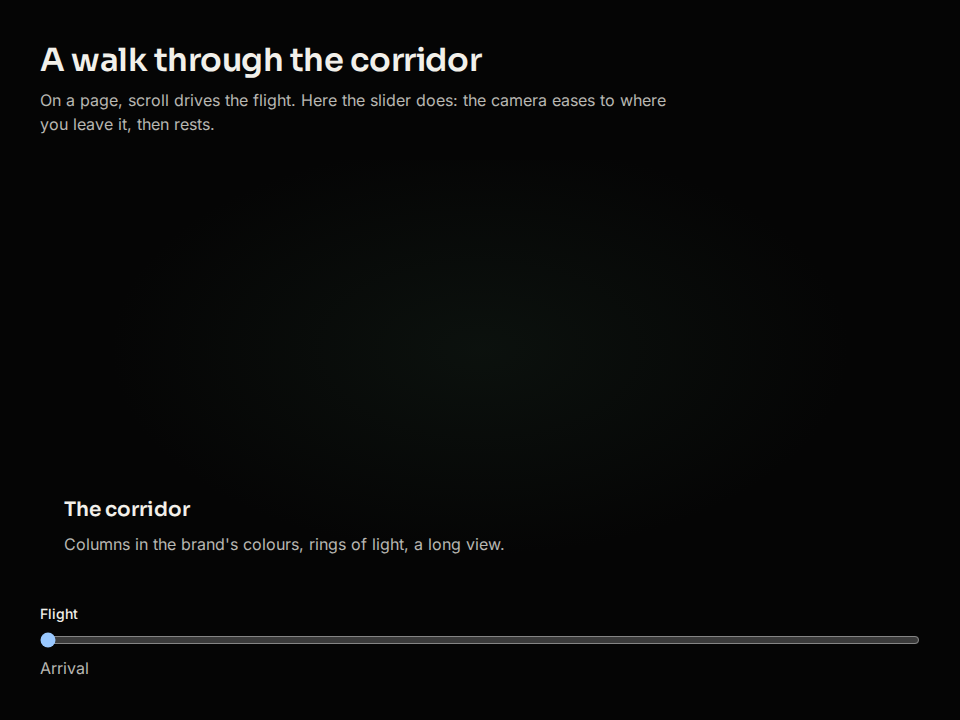 A walk through the corridor
On a page, scroll drives the flight. Here the slider does: the camera eases to where
you leave it, then rests.
The corridor
Columns in the brand's colours, rings of light, a long view.
Flight
Arrival